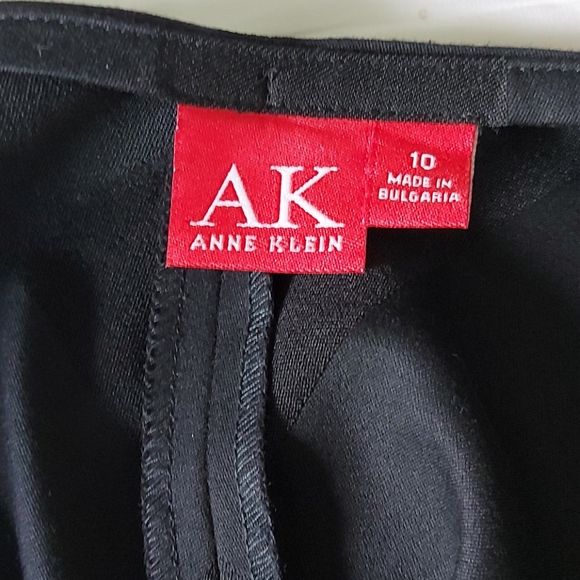 AK
ANNE KLEIN
10
MADE IN
BULGARIA